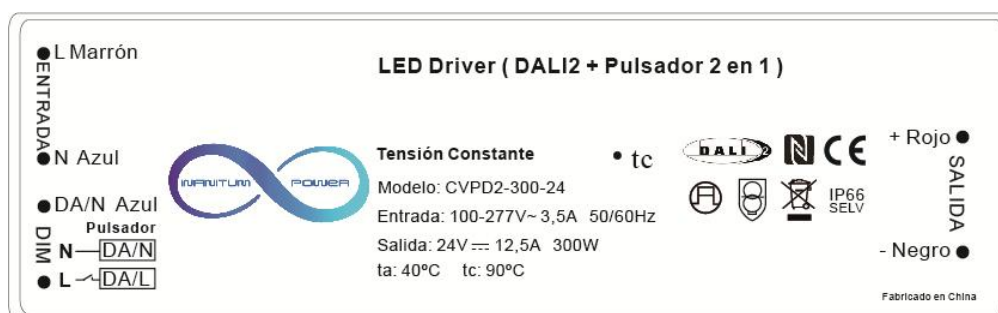 L Marrón
ENTRADA
N Azul
DA/N Azul
Pulsador
DIM
N DA/N
L DA/L
INFINITUM POWER
LED Driver ( DALI2 + Pulsador 2 en 1 )
Tensión Constante
Modelo: CVPD2-300-24
Entrada: 100-277V~ 3,5A 50/60Hz
Salida: 24V⎓12,5A 300W
ta: 40ºC tc: 90ºC
• tc
DALI 2
N
CE
IP66
SELV
+ Rojo
SALIDA
- Negro
Fabricado en China